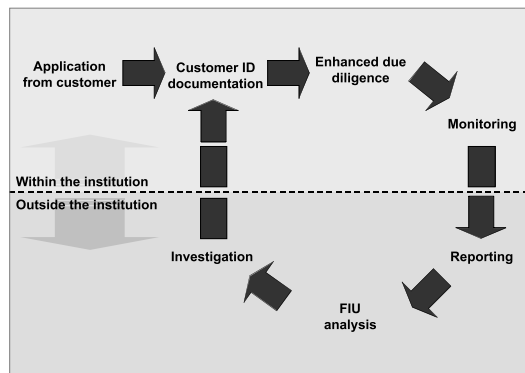 Application
from customer
Customer ID
documentation
Enhanced due
diligence
Monitoring
Within the institution
Outside the institution
Investigation
Reporting
FIU
analysis